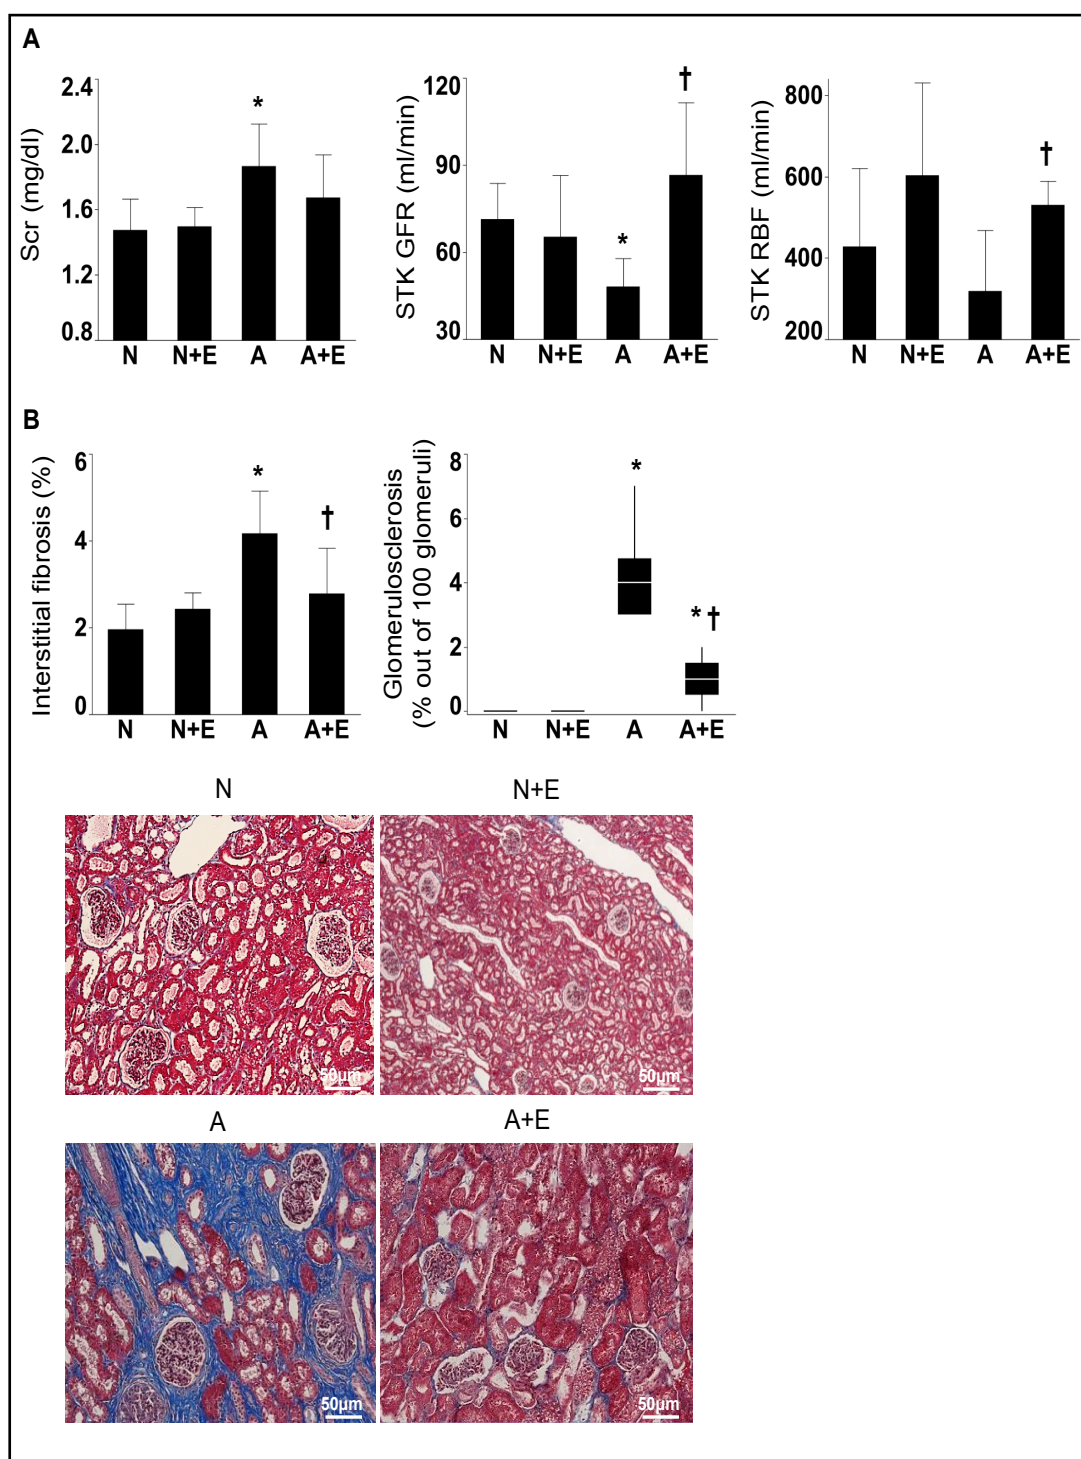 A
Scr (mg/dl)
2.4
2.0
1.6
1.2
0.8
*
N N+E A A+E
STK GFR (ml/min)
120
90
60
30
*
†
N N+E A A+E
STK RBF (ml/min)
800
600
400
200
†
N N+E A A+E
B
Interstitial fibrosis (%)
6
4
2
0
*
†
N N+E A A+E
Glomerulosclerosis
(% out of 100 glomeruli)
8
6
4
2
0
*
* †
N N+E A A+E
N
N+E
50µm
50µm
A
A+E
50µm
50µm